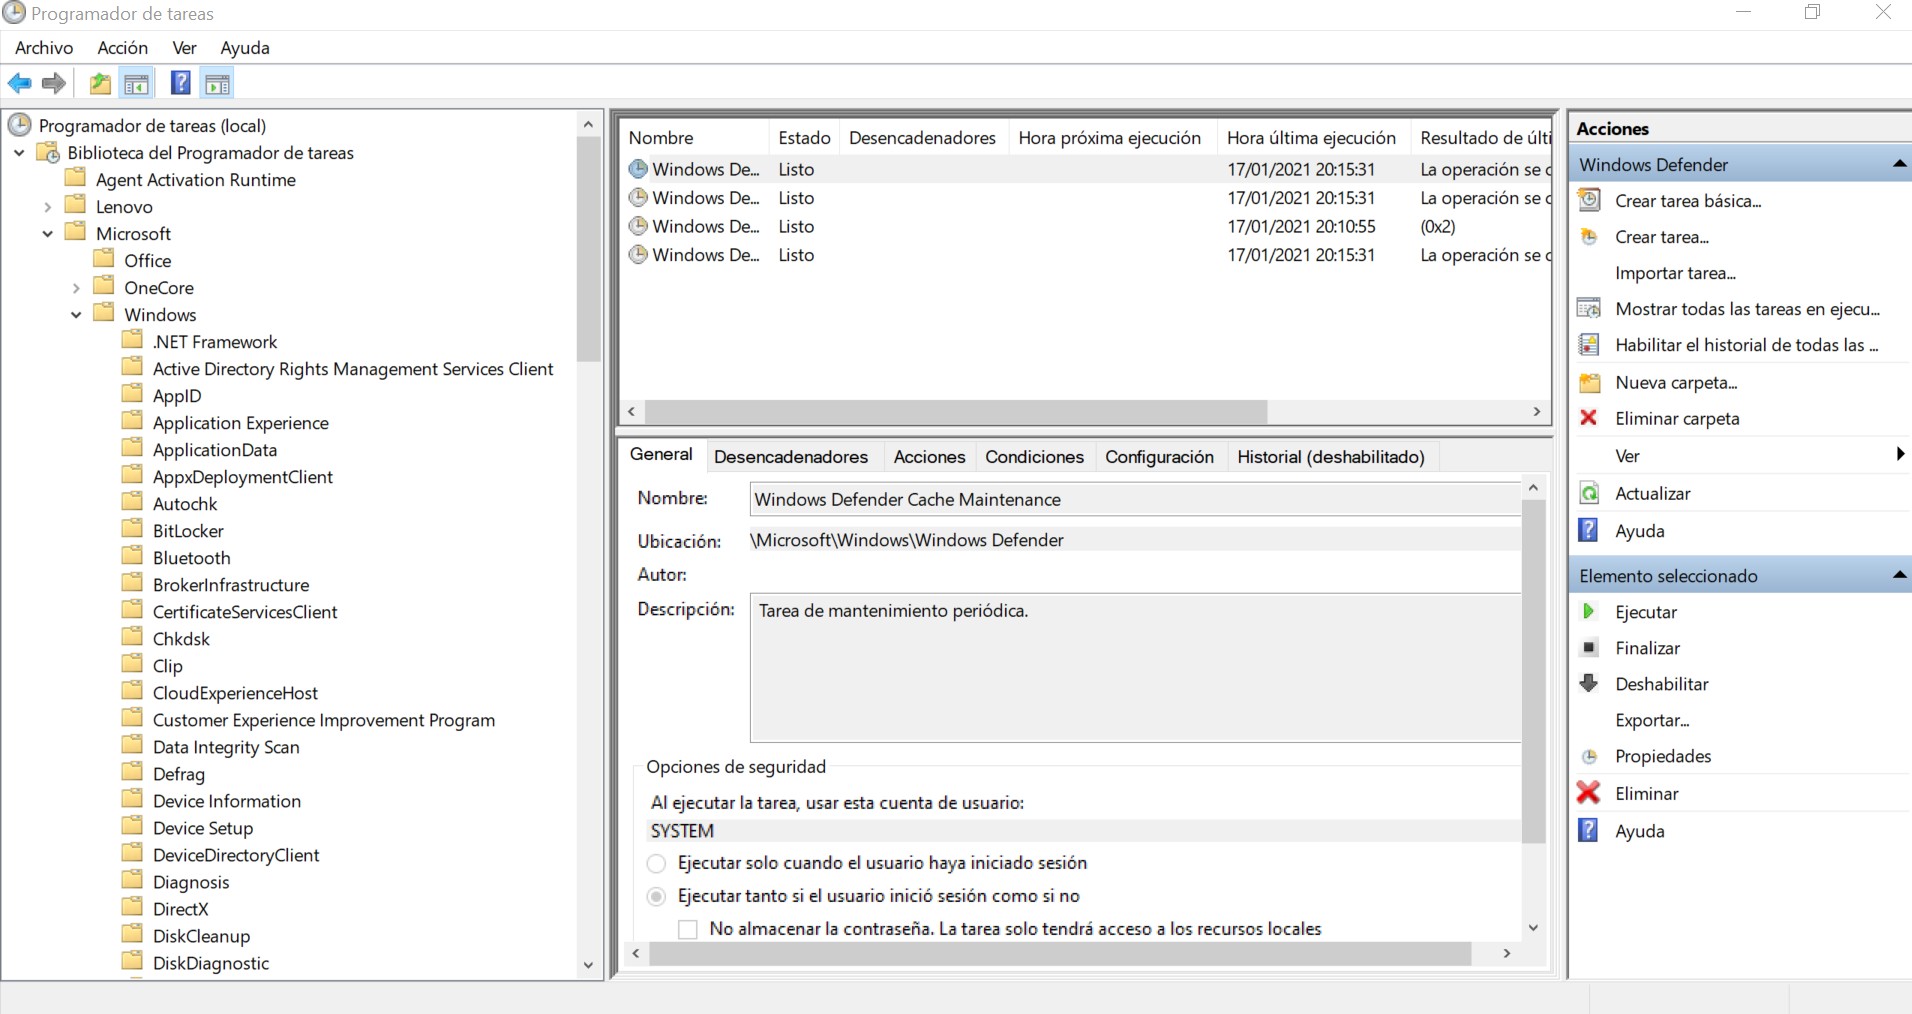 Programador de tareas
Archivo Acción Ver Ayuda
Programador de tareas (local)
Biblioteca del Programador de tareas
Agent Activation Runtime
Lenovo
Microsoft
Office
OneCore
Windows
.NET Framework
Active Directory Rights Management Services Client
AppID
Application Experience
ApplicationData
AppxDeploymentClient
Autochk
BitLocker
Bluetooth
BrokerInfrastructure
CertificateServicesClient
Chkdsk
Clip
CloudExperienceHost
Customer Experience Improvement Program
Data Integrity Scan
Defrag
Device Information
Device Setup
DeviceDirectoryClient
Diagnosis
DirectX
DiskCleanup
DiskDiagnostic
Nombre Estado Desencadenadores Hora próxima ejecución Hora última ejecución Resultado de últi
Windows De... Listo 17/01/2021 20:15:31 La operación se c
Windows De... Listo 17/01/2021 20:15:31 La operación se c
Windows De... Listo 17/01/2021 20:10:55 (0x2)
Windows De... Listo 17/01/2021 20:15:31 La operación se c
General Desencadenadores Acciones Condiciones Configuración Historial (deshabilitado)
Nombre: Windows Defender Cache Maintenance
Ubicación: \Microsoft\Windows\Windows Defender
Autor:
Descripción: Tarea de mantenimiento periódica.
Opciones de seguridad
Al ejecutar la tarea, usar esta cuenta de usuario:
SYSTEM
Ejecutar solo cuando el usuario haya iniciado sesión
Ejecutar tanto si el usuario inició sesión como si no
No almacenar la contraseña. La tarea solo tendrá acceso a los recursos locales
Acciones
Windows Defender
Crear tarea básica...
Crear tarea...
Importar tarea...
Mostrar todas las tareas en ejecu...
Habilitar el historial de todas las ...
Nueva carpeta...
Eliminar carpeta
Ver
Actualizar
Ayuda
Elemento seleccionado
Ejecutar
Finalizar
Deshabilitar
Exportar...
Propiedades
Eliminar
Ayuda